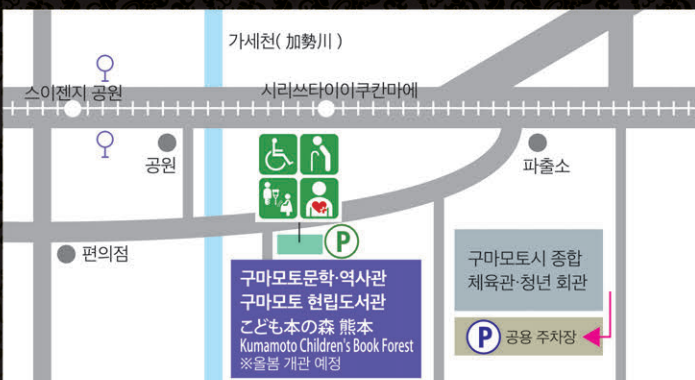 가세천( 加勢川 )
스이젠지 공원
시리쓰타이이쿠칸마에
공원
파출소
편의점
P
구마모토문학·역사관
구마모토 현립도서관
こども本の森 熊本
Kumamoto Children's Book Forest
※올봄 개관 예정
구마모토시 종합
체육관·청년 회관
P 공용 주차장